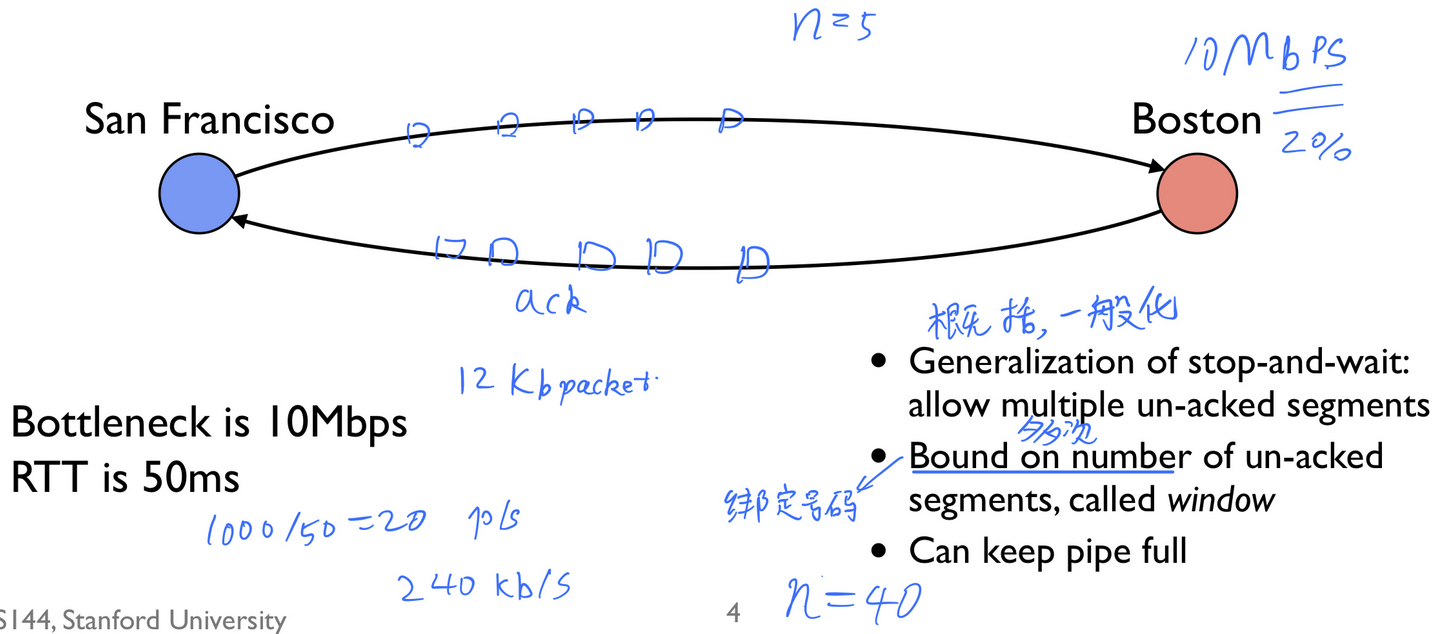 n=5
10Mbps
San Francisco
Boston
2%
ack
12 Kb packet.
Bottleneck is 10Mbps
RTT is 50ms
1000/50=20 p/s
240 kb/s
括,一般化
• Generalization of stop-and-wait:
allow multiple un-acked segments
多次
• Bound on number of un-acked
segments, called window
绑定号码
• Can keep pipe full
n=40
S144, Stanford University
4